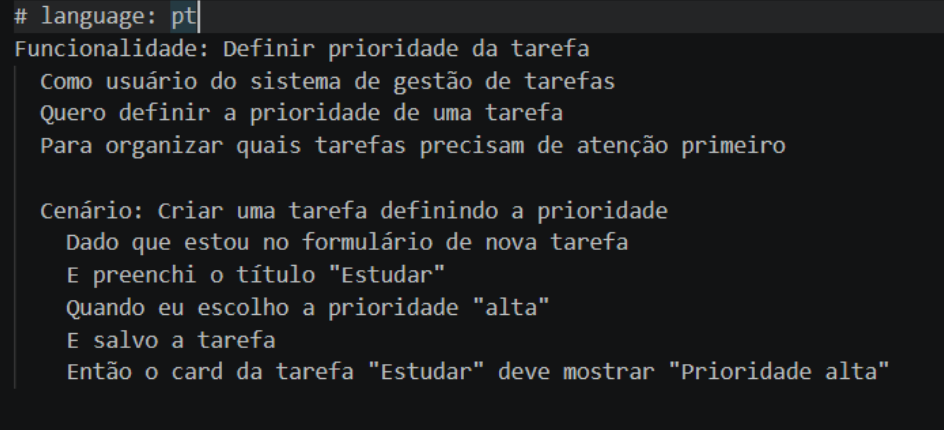 # language: pt
Funcionalidade: Definir prioridade da tarefa
Como usuário do sistema de gestão de tarefas
Quero definir a prioridade de uma tarefa
Para organizar quais tarefas precisam de atenção primeiro
Cenário: Criar uma tarefa definindo a prioridade
Dado que estou no formulário de nova tarefa
E preenchi o título "Estudar"
Quando eu escolho a prioridade "alta"
E salvo a tarefa
Então o card da tarefa "Estudar" deve mostrar "Prioridade alta"